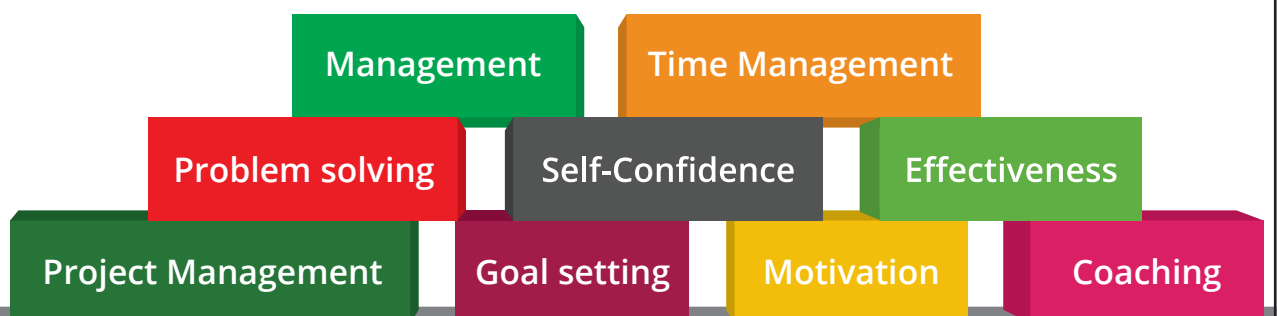 Management
Time Management
Problem solving
Self-Confidence
Effectiveness
Project Management
Goal setting
Motivation
Coaching